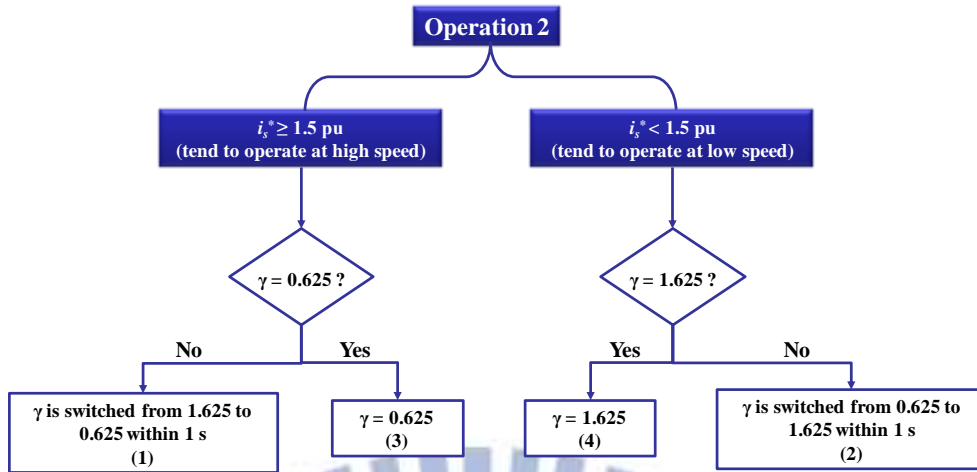 Operation 2
i_s* ≥ 1.5 pu
(tend to operate at high speed)
i_s* < 1.5 pu
(tend to operate at low speed)
γ = 0.625 ?
γ = 1.625 ?
No
Yes
Yes
No
γ is switched from 1.625 to
0.625 within 1 s
(1)
γ = 0.625
(3)
γ = 1.625
(4)
γ is switched from 0.625 to
1.625 within 1 s
(2)